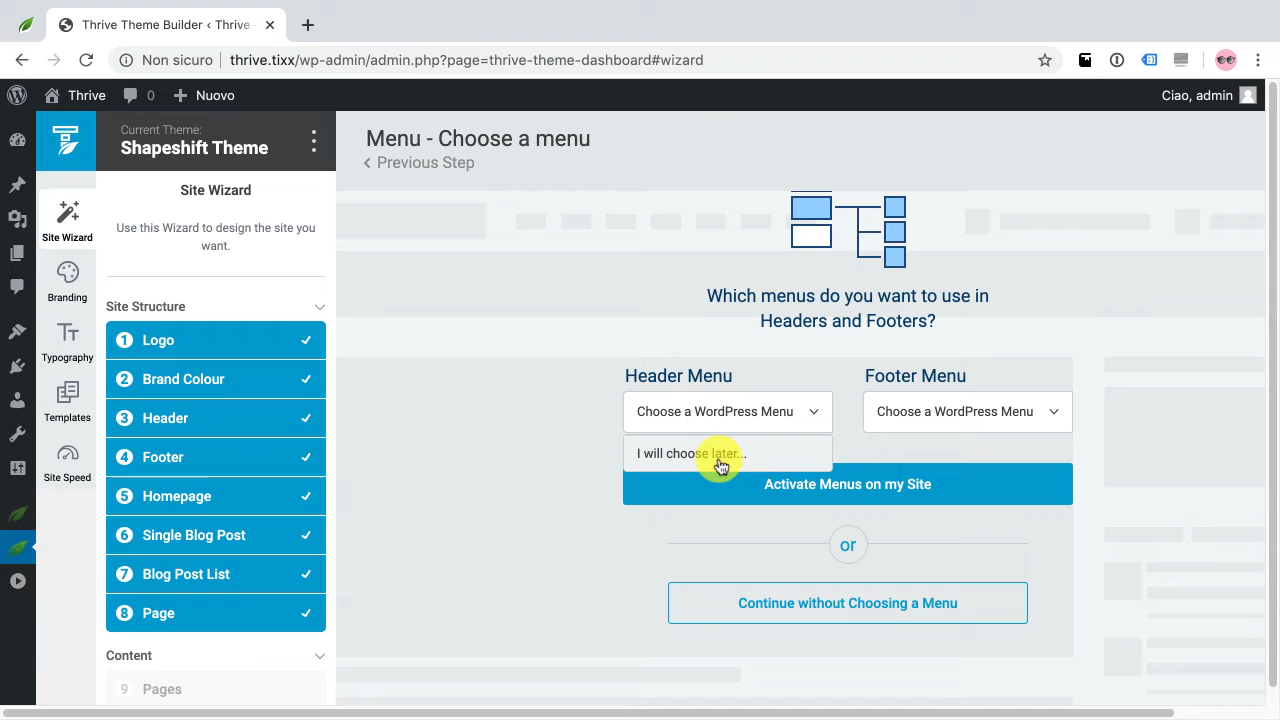 Thrive Theme Builder ‹ Thrive
Non sicuro
thrive.tixx/wp-admin/admin.php?page=thrive-theme-dashboard#wizard
Thrive
0
Nuovo
Ciao, admin
Current Theme:
Shapeshift Theme
Menu - Choose a menu
Previous Step
Site Wizard
Branding
Typography
Templates
Site Speed
Site Wizard
Use this Wizard to design the site you
want.
Site Structure
1 Logo
2 Brand Colour
3 Header
4 Footer
5 Homepage
6 Single Blog Post
7 Blog Post List
8 Page
Content
9 Pages
Which menus do you want to use in
Headers and Footers?
Header Menu
Choose a WordPress Menu
I will choose later...
Footer Menu
Choose a WordPress Menu
Activate Menus on my Site
or
Continue without Choosing a Menu